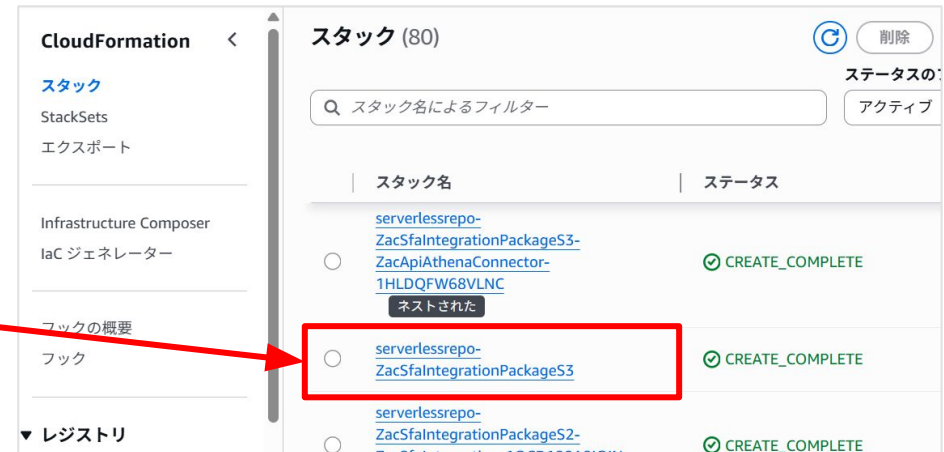 CloudFormation
スタック
StackSets
エクスポート
Infrastructure Composer
IaC ジェネレーター
フックの概要
フック
レジストリ
スタック (80)
削除
ステータスの
スタック名によるフィルター
アクティブ
スタック名
ステータス
serverlessrepo-
ZacSfaIntegrationPackageS3-
ZacApiAthenaConnector-
1HLDQFW68VLNC
ネストされた
CREATE_COMPLETE
serverlessrepo-
ZacSfaIntegrationPackageS3
CREATE_COMPLETE
serverlessrepo-
ZacSfaIntegrationPackageS2-
CREATE_COMPLETE